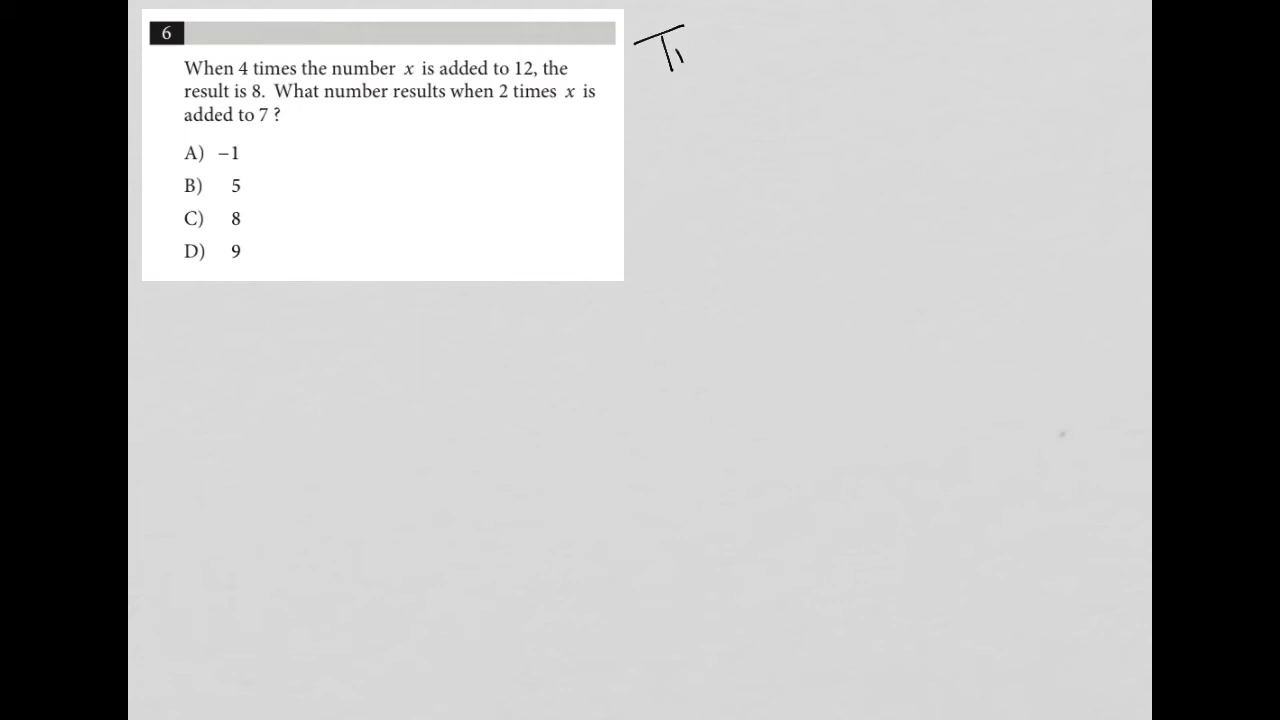 6
When 4 times the number x is added to 12, the
result is 8. What number results when 2 times x is
added to 7 ?
A) −1
B) 5
C) 8
D) 9